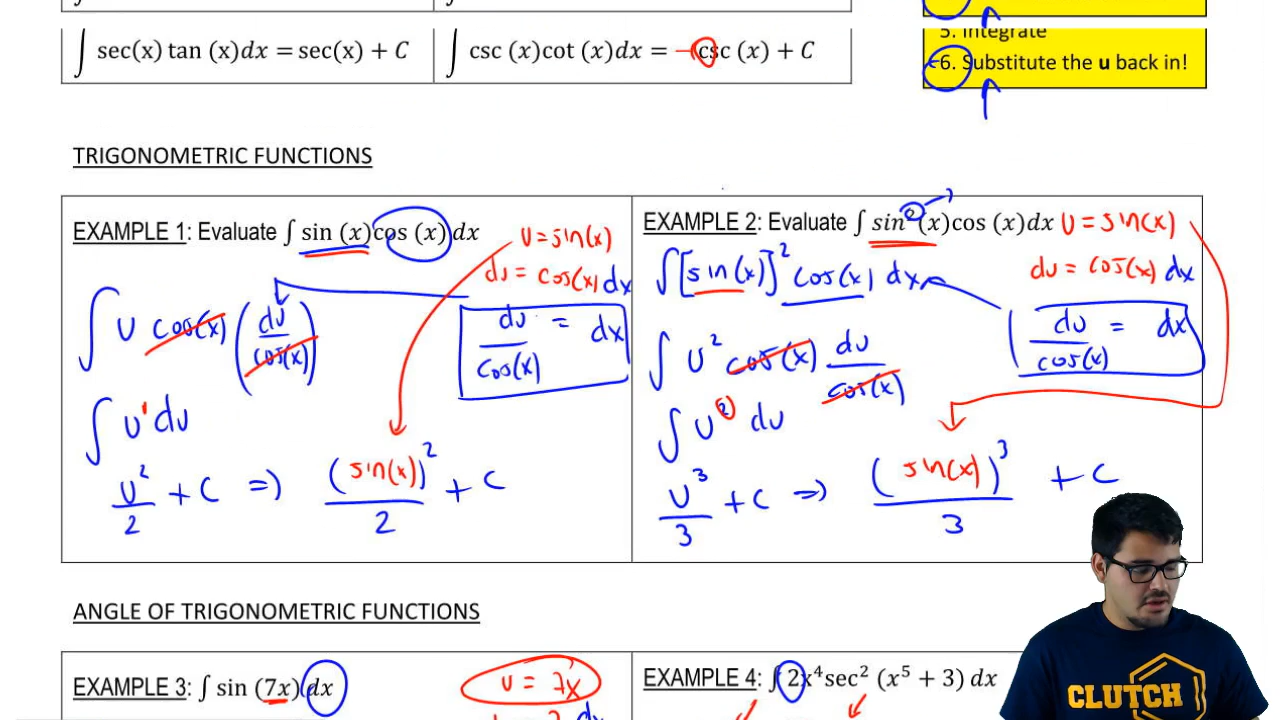 ∫ sec(x) tan (x)dx = sec(x) + C
∫ csc (x)cot (x)dx = −csc (x) + C
5. Integrate
6. Substitute the u back in!
TRIGONOMETRIC FUNCTIONS
EXAMPLE 1: Evaluate ∫ sin (x)cos (x)dx
u = sin(x)
du = cos(x) dx
du/cos(x) = dx
∫ u cos(x) (du/cos(x))
∫ u¹ du
u²/2 + C ⇒ (sin(x))²/2 + C
EXAMPLE 2: Evaluate ∫ sin²(x)cos (x)dx
u = sin(x)
du = cos(x) dx
∫ [sin(x)]² cos(x) dx
du/cos(x) = dx
∫ u² cos(x) du/cos(x)
∫ u² du
u³/3 + C ⇒ (sin(x))³/3 + C
ANGLE OF TRIGONOMETRIC FUNCTIONS
EXAMPLE 3: ∫ sin (7x) dx
u = 7x
EXAMPLE 4: ∫ 2x⁴sec² (x⁵ + 3) dx
CLUTCH